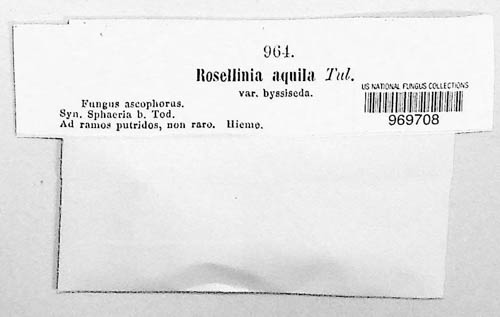 964.
Rosellinia aquila Tul.
var. byssiseda.
Fungus ascophorus.
Syn. Sphaeria b. Tod.
Ad ramos putridos, non raro. Hieme.
US NATIONAL FUNGUS COLLECTIONS
969708